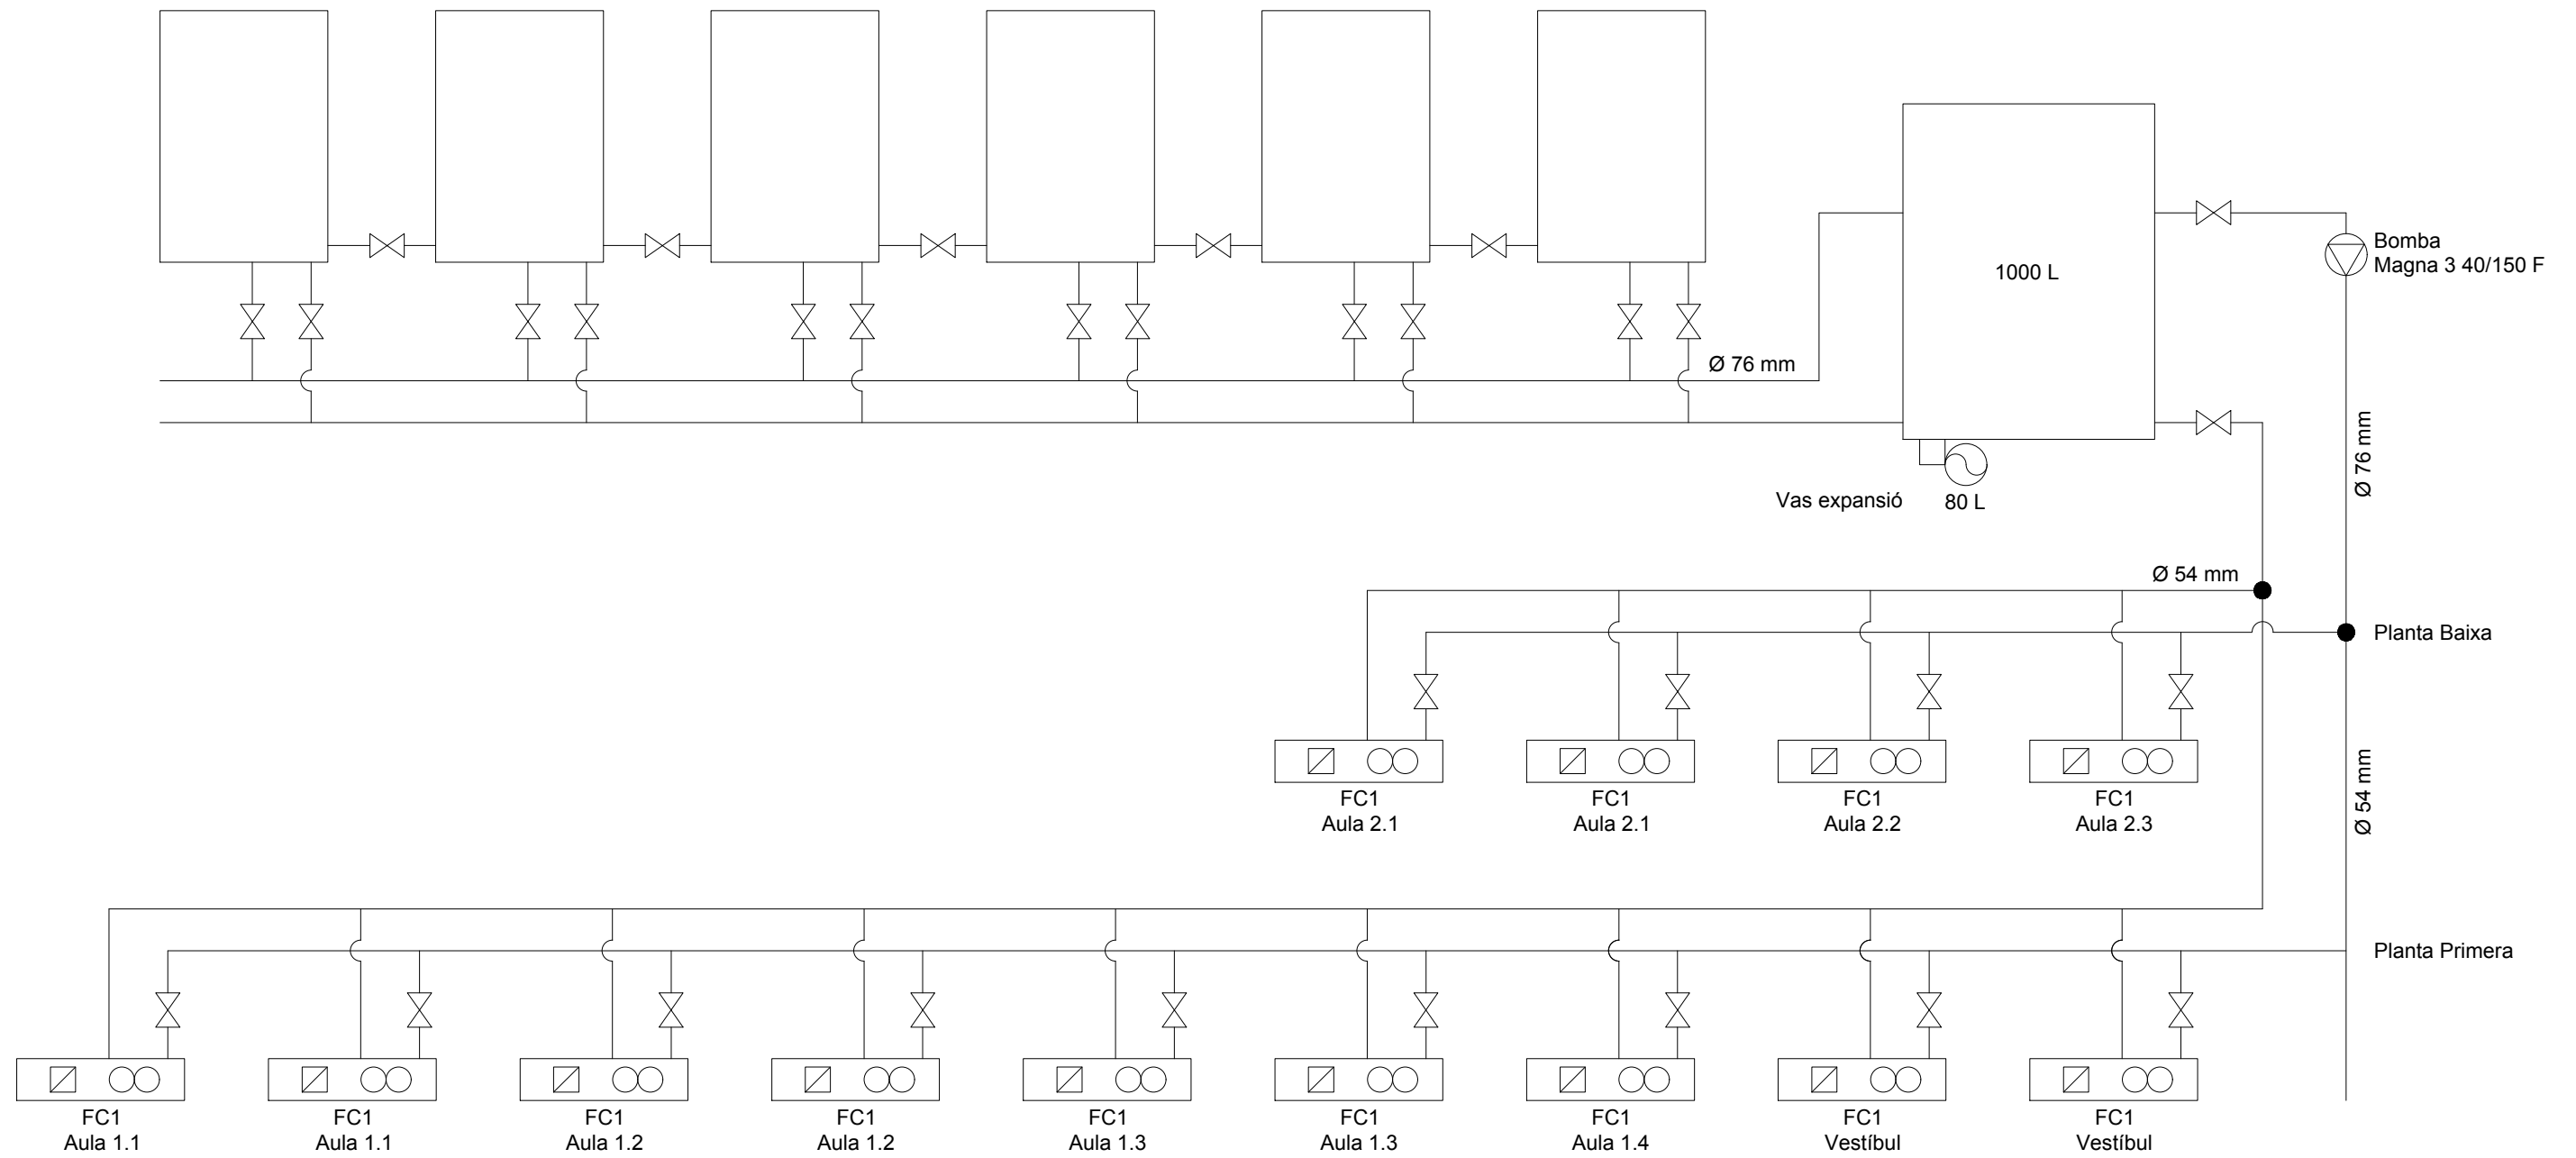 Bomba
Magna 3 40/150 F
1000 L
Ø 76 mm
Ø 76 mm
Vas expansió
80 L
Ø 54 mm
Planta Baixa
Ø 54 mm
FC1
Aula 2.1
FC1
Aula 2.1
FC1
Aula 2.2
FC1
Aula 2.3
Planta Primera
FC1
Aula 1.1
FC1
Aula 1.1
FC1
Aula 1.2
FC1
Aula 1.2
FC1
Aula 1.3
FC1
Aula 1.3
FC1
Aula 1.4
FC1
Vestíbul
FC1
Vestíbul